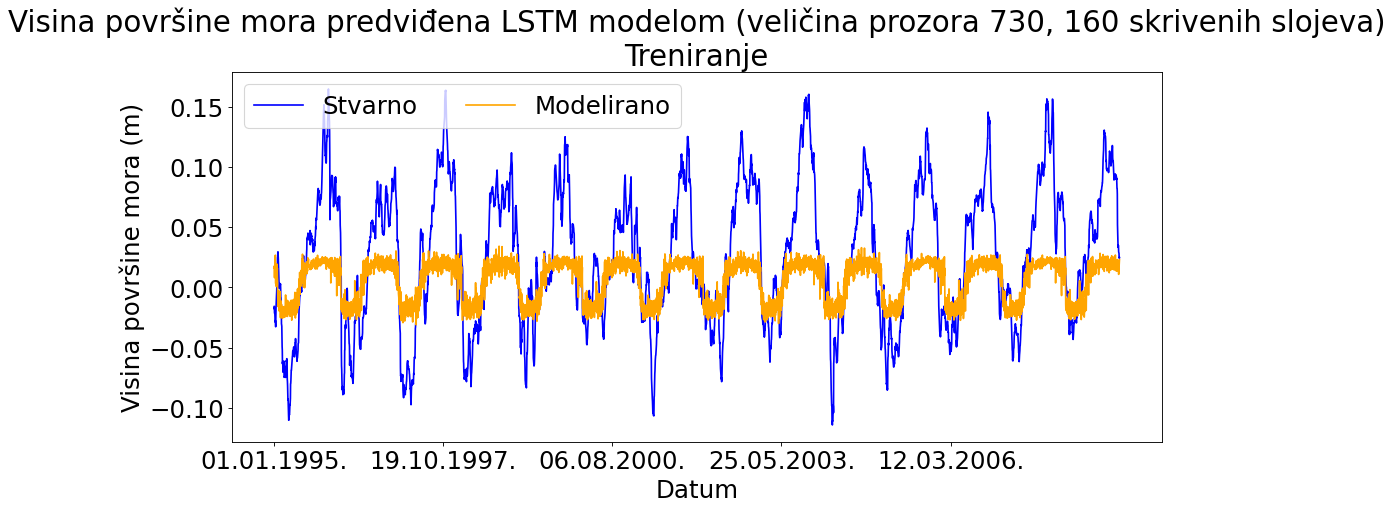 Visina površine mora predviđena LSTM modelom (veličina prozora 730, 160 skrivenih slojeva)
Treniranje
Stvarno
Modelirano
Visina površine mora (m)
0.15
0.10
0.05
0.00
−0.05
−0.10
01.01.1995.
19.10.1997.
06.08.2000.
25.05.2003.
12.03.2006.
Datum